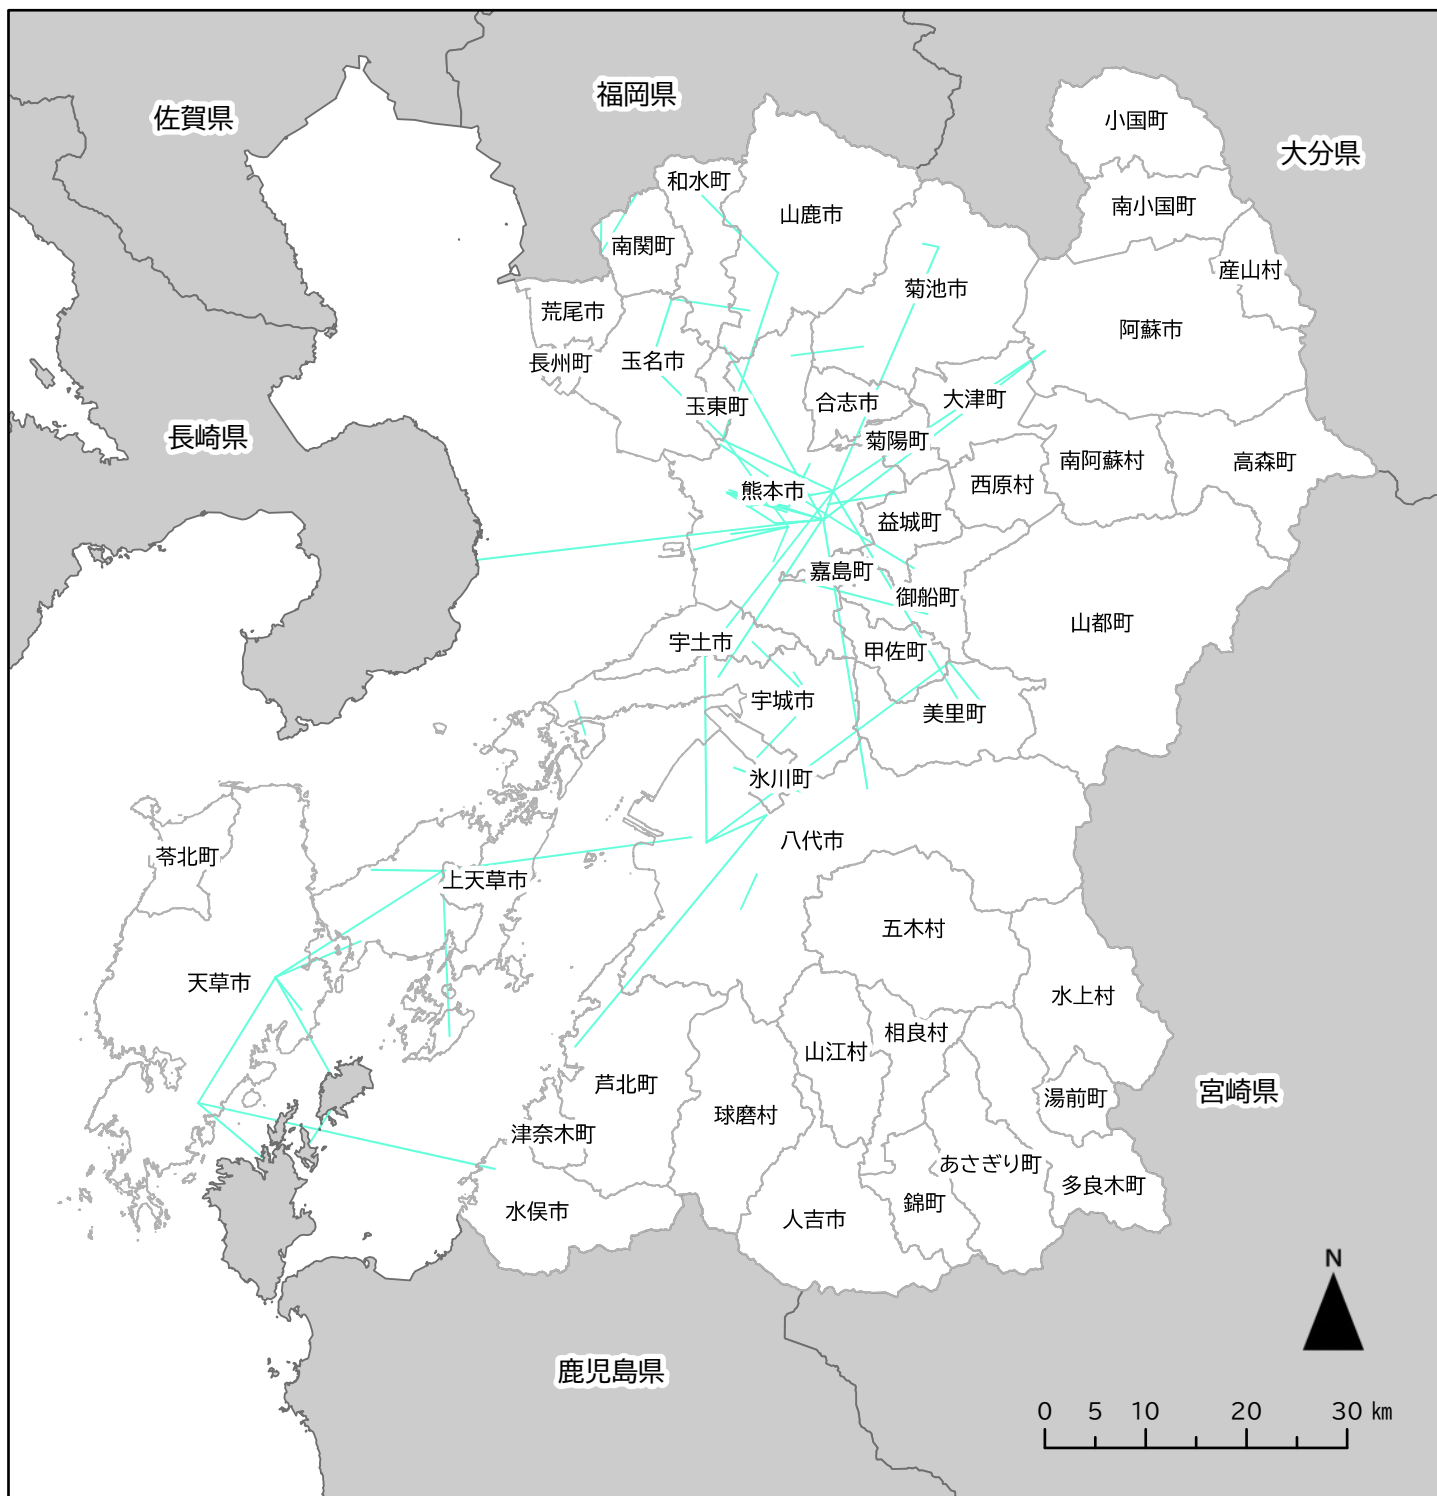 福岡県
佐賀県
小国町
大分県
和水町
南小国町
山鹿市
南関町
産山村
菊池市
荒尾市
阿蘇市
長州町
玉名市
大津町
合志市
玉東町
長崎県
菊陽町
南阿蘇村
高森町
西原村
熊本市
益城町
嘉島町
御船町
山都町
宇土市
甲佐町
宇城市
美里町
氷川町
八代市
苓北町
上天草市
五木村
天草市
水上村
相良村
山江村
芦北町
宮崎県
湯前町
球磨村
津奈木町
あさぎり町
多良木町
錦町
水俣市
人吉市
N
鹿児島県
0 5 10 20 30 ㎞